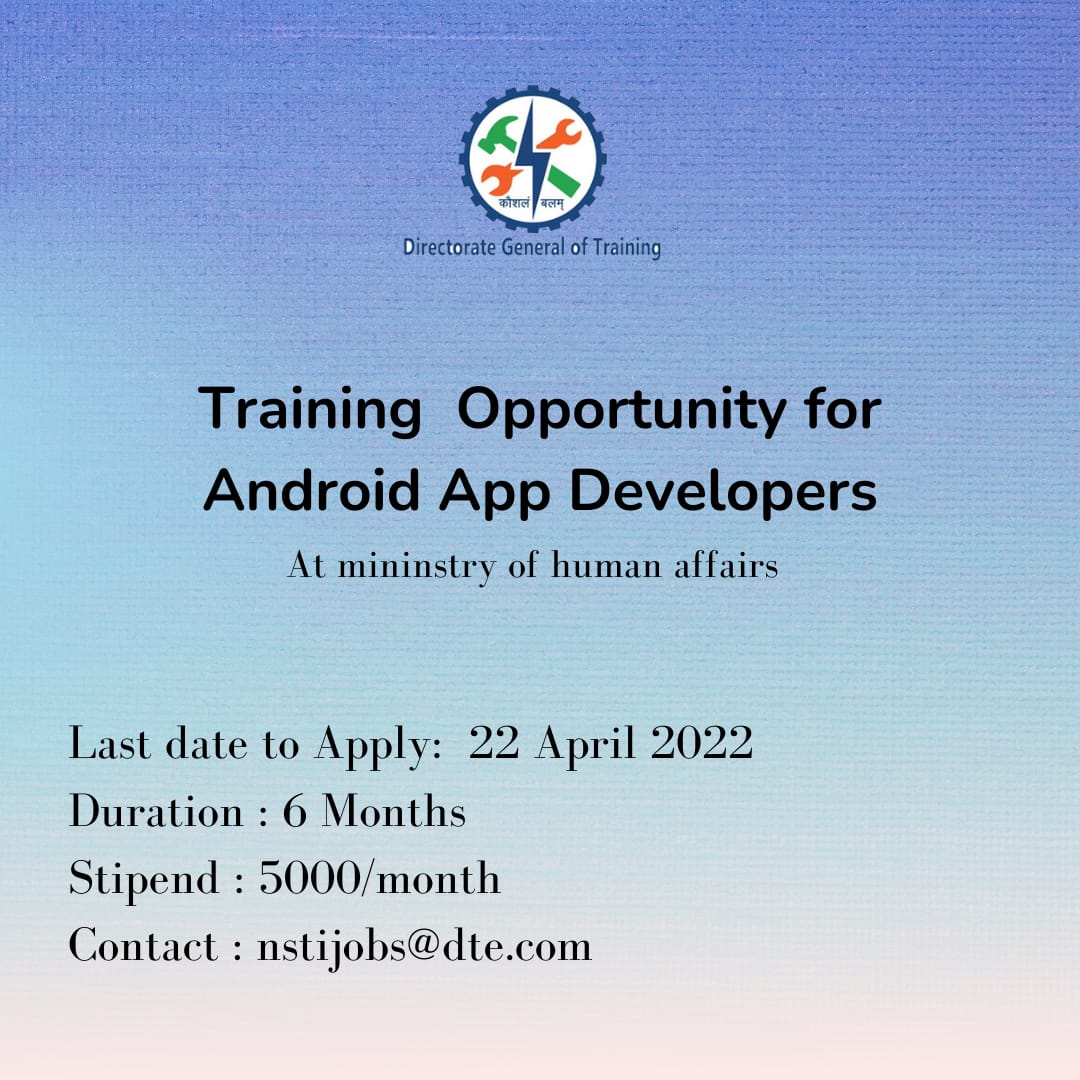 कौशलं बलम्
Directorate General of Training
Training Opportunity for
Android App Developers
At mininstry of human affairs
Last date to Apply: 22 April 2022
Duration : 6 Months
Stipend : 5000/month
Contact : nstijobs@dte.com